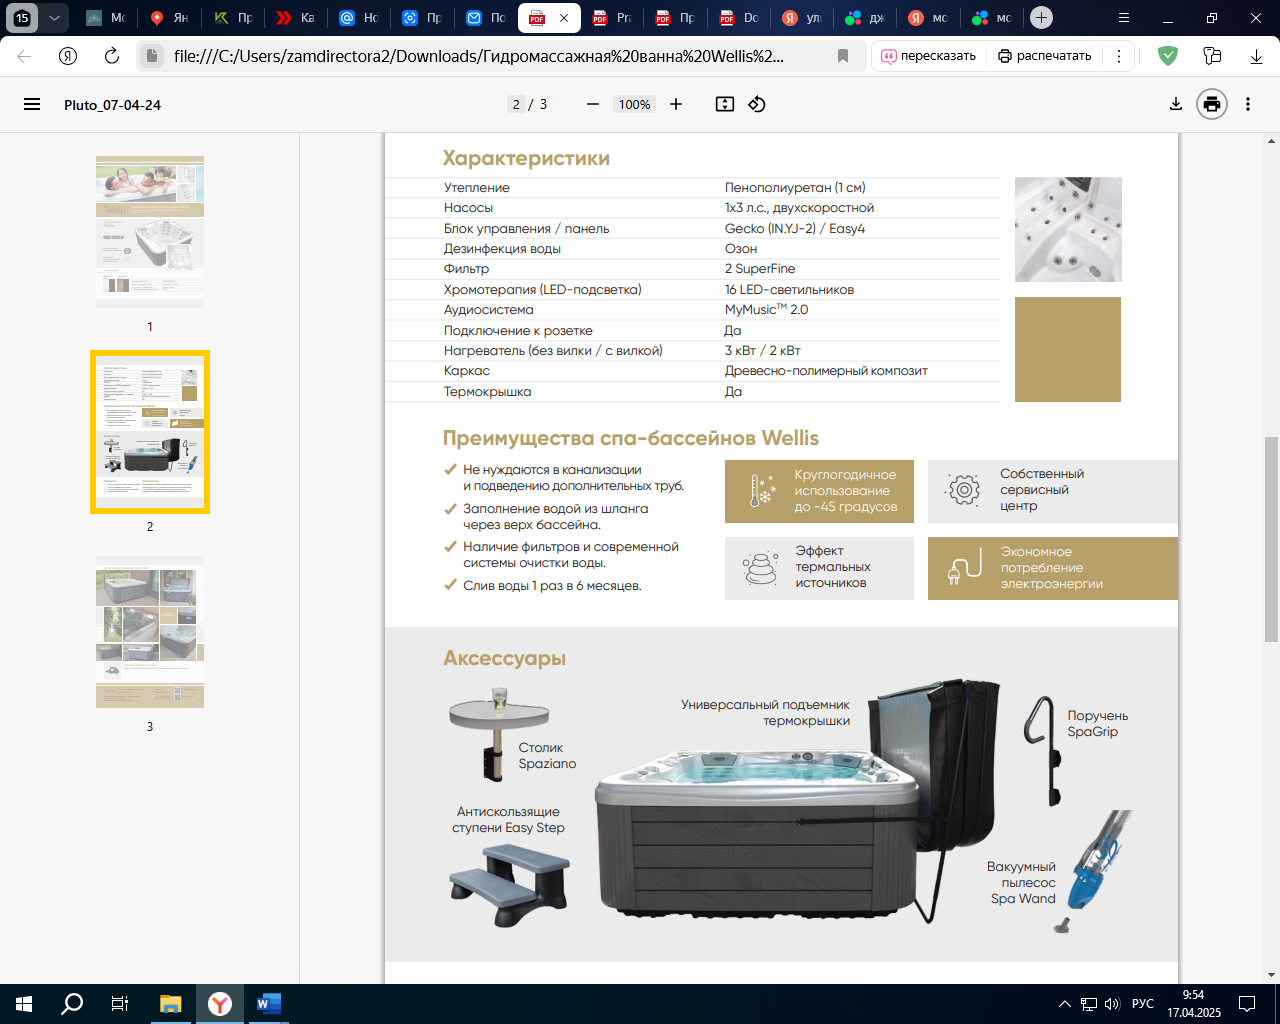 15
Мо
Ян
Пр
Ка
Но
Пр
По
Pra
Пр
Do
ули
дж
мо
мо
file:///C:/Users/zamdirectora2/Downloads/Гидромассажная%20ванна%20Wellis%2...
пересказать
распечатать
Pluto_07-04-24
2 / 3
100%
1
2
3
Характеристики
Утепление Пенополиуретан (1 см)
Насосы 1х3 л.с., двухскоростной
Блок управления / панель Gecko (IN.YJ-2) / Easy4
Дезинфекция воды Озон
Фильтр 2 SuperFine
Хромотерапия (LED-подсветка) 16 LED-светильников
Аудиосистема MyMusic™ 2.0
Подключение к розетке Да
Нагреватель (без вилки / с вилкой) 3 кВт / 2 кВт
Каркас Древесно-полимерный композит
Термокрышка Да
Преимущества спа-бассейнов Wellis
Не нуждаются в канализации
и подведению дополнительных труб.
Заполнение водой из шланга
через верх бассейна.
Наличие фильтров и современной
системы очистки воды.
Слив воды 1 раз в 6 месяцев.
Круглогодичное
использование
до -45 градусов
Собственный
сервисный
центр
Эффект
термальных
источников
Экономное
потребление
электроэнергии
Аксессуары
Столик
Spaziano
Универсальный подъемник
термокрышки
Поручень
SpaGrip
Антискользящие
ступени Easy Step
Вакуумный
пылесос
Spa Wand
РУС
9:54
17.04.2025